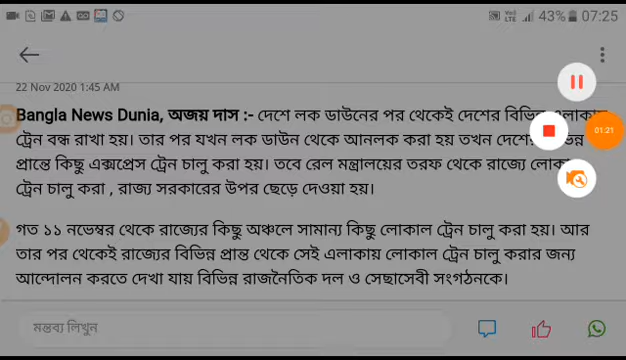 43% 07:25
22 Nov 2020 1:45 AM
Bangla News Dunia, অজয় দাস :- দেশে লক ডাউনের পর থেকেই দেশের বিভিন্ন এলাকায়
ট্রেন বন্ধ রাখা হয়। তার পর যখন লক ডাউন থেকে আনলক করা হয় তখন দেশের
প্রান্তে কিছু এক্সপ্রেস ট্রেন চালু করা হয়। তবে রেল মন্ত্রালয়ের তরফ থেকে রাজ্যে
ট্রেন চালু করা , রাজ্য সরকারের উপর ছেড়ে দেওয়া হয়।
গত ১১ নভেম্বর থেকে রাজ্যের কিছু অঞ্চলে সামান্য কিছু লোকাল ট্রেন চালু করা হয়। আর
তার পর থেকেই রাজ্যের বিভিন্ন প্রান্ত থেকে সেই এলাকায় লোকাল ট্রেন চালু করার জন্য
আন্দোলন করতে দেখা যায় বিভিন্ন রাজনৈতিক দল ও সেছাসেবী সংগঠনকে।
মন্তব্য লিখুন
01:21